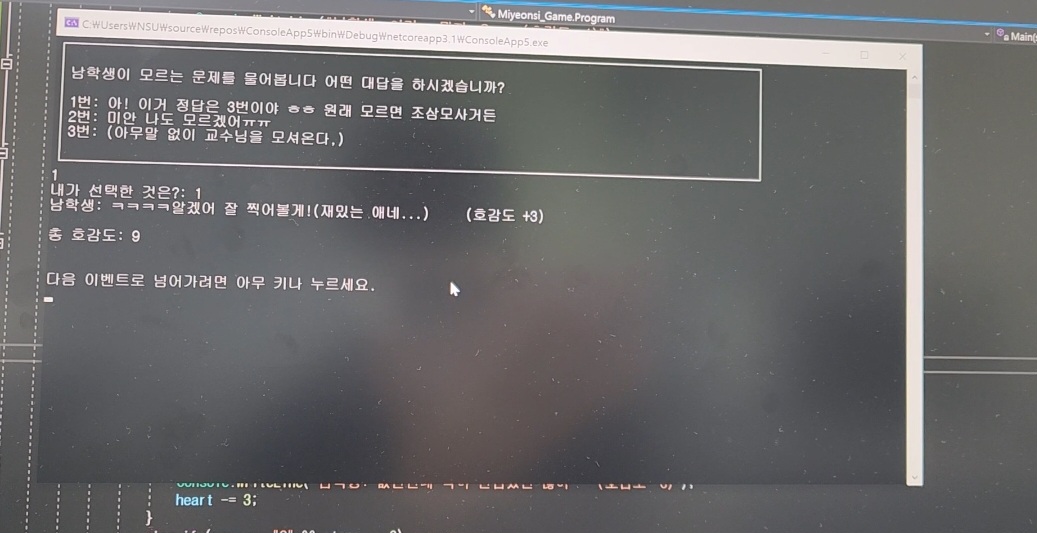 Miyeonsi_Game.Program
Main(
C:₩Users₩NSU₩source₩repos₩ConsoleApp5₩bin₩Debug₩netcoreapp3.1₩ConsoleApp5.exe
남학생이 모르는 문제를 물어봅니다 어떤 대답을 하시겠습니까?
1번: 아! 이거 정답은 3번이야 ㅎㅎ 원래 모르면 조삼모사거든
2번: 미안 나도 모르겠어ㅠㅠ
3번: (아무말 없이 교수님을 모셔온다.)
1
내가 선택한 것은?: 1
남학생: ㅋㅋㅋㅋ알겠어 잘 찍어볼게!(재밌는 애네...) (호감도 +3)
총 호감도: 9
다음 이벤트로 넘어가려면 아무 키나 누르세요.
heart -= 3;
}